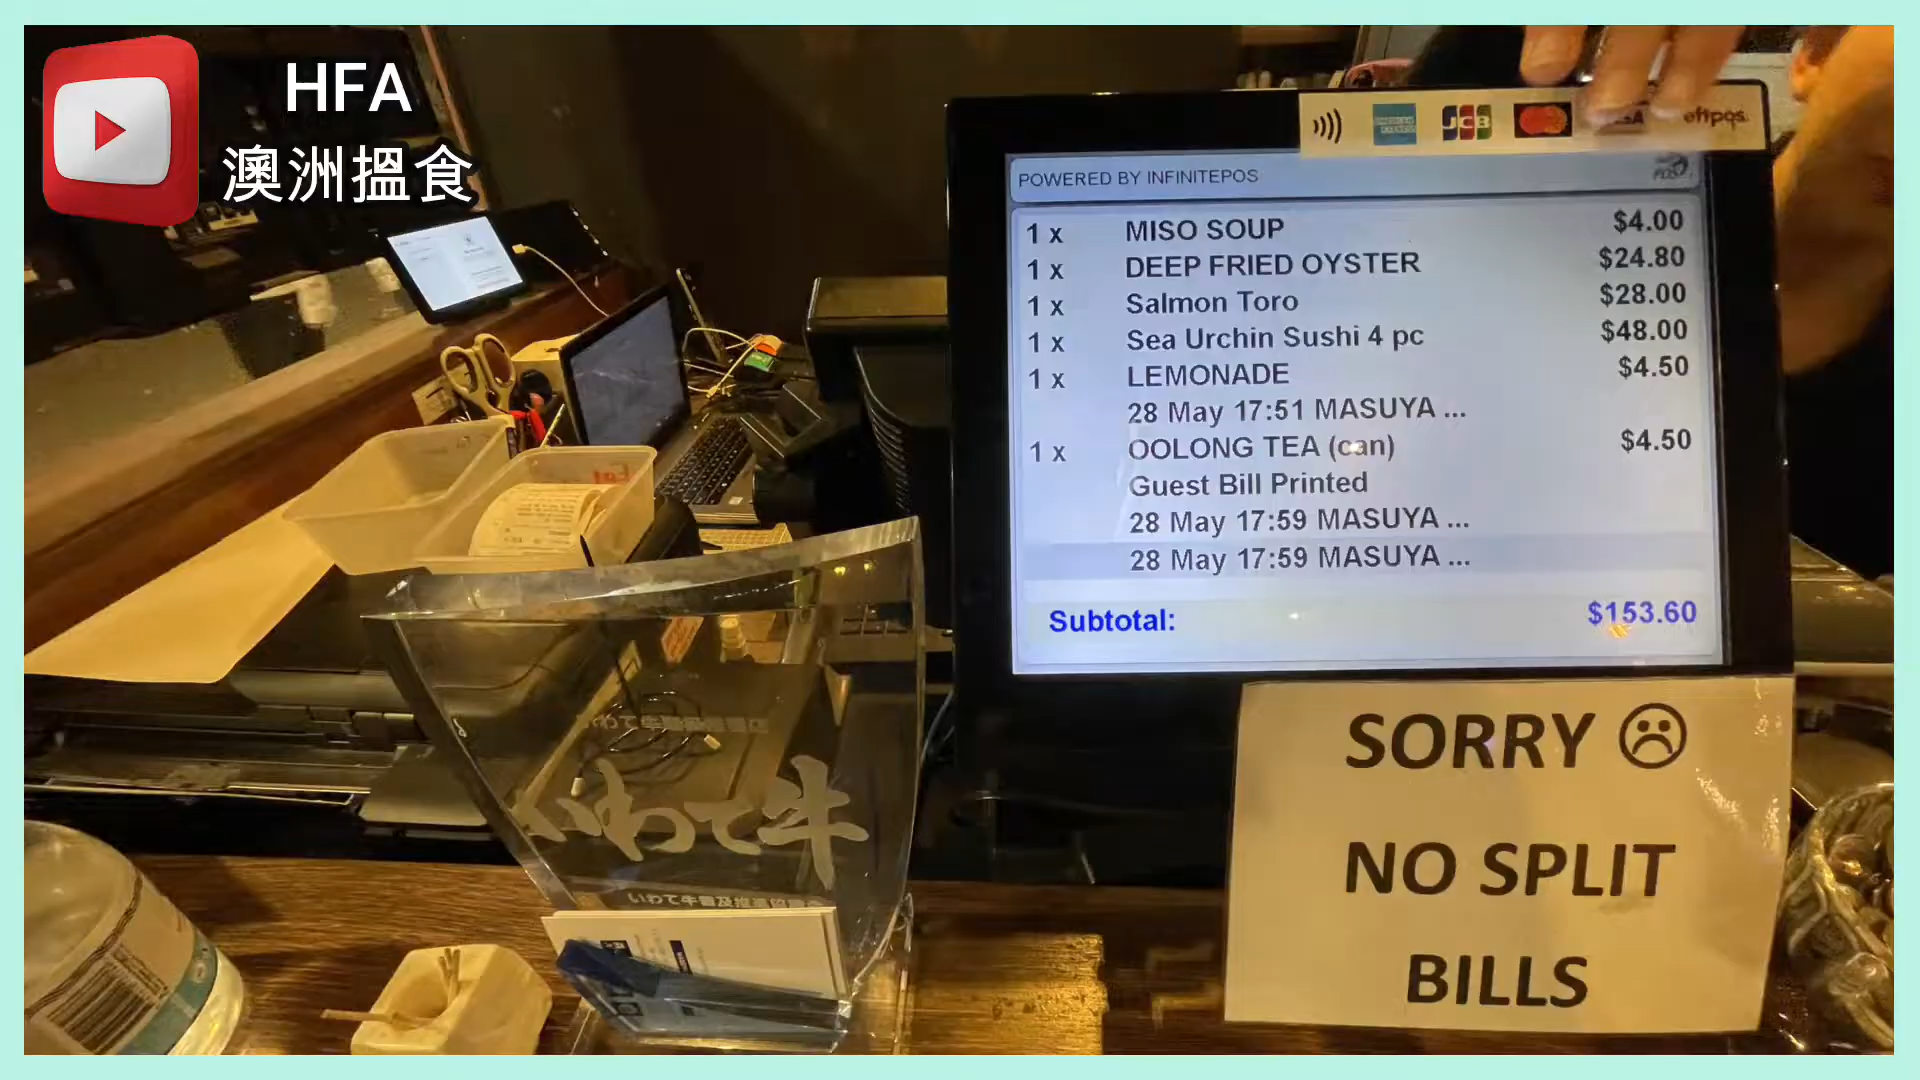 HFA
澳洲搵食
AMERICAN EXPRESS
JCB
eftpos
POWERED BY INFINITEPOS
1 x MISO SOUP $4.00
1 x DEEP FRIED OYSTER $24.80
1 x Salmon Toro $28.00
1 x Sea Urchin Sushi 4 pc $48.00
1 x LEMONADE $4.50
28 May 17:51 MASUYA ...
1 x OOLONG TEA (can) $4.50
Guest Bill Printed
28 May 17:59 MASUYA ...
28 May 17:59 MASUYA ...
Subtotal: $153.60
SORRY ☹
NO SPLIT
BILLS
いわて牛